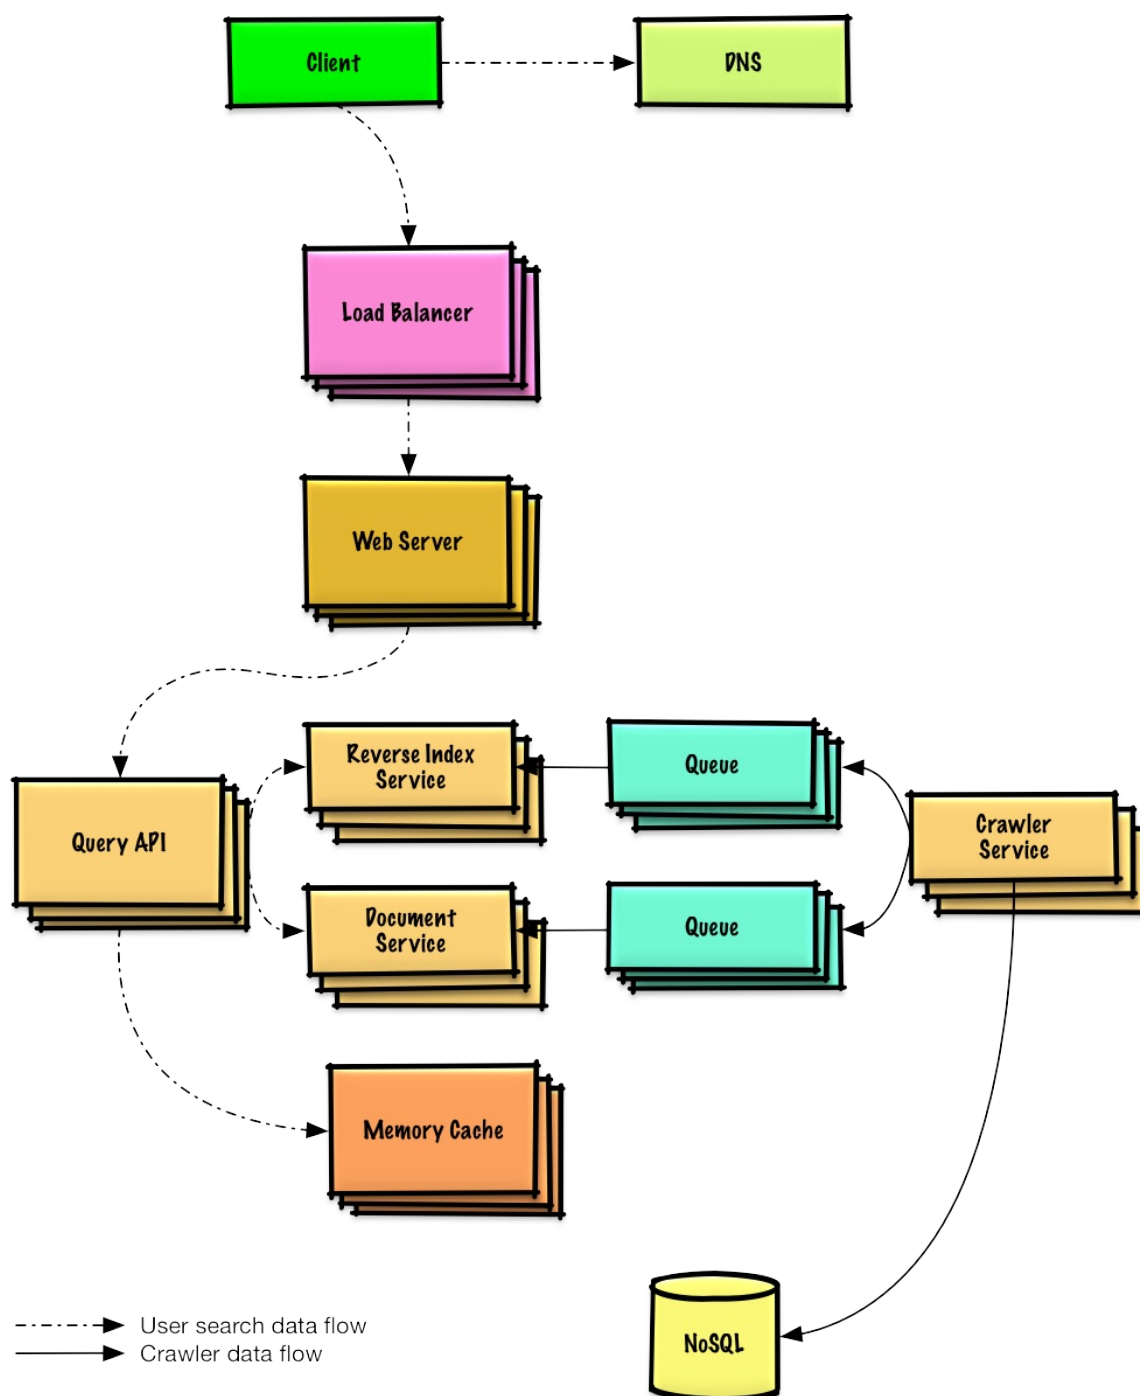 Client
DNS
Load Balancer
Web Server
Reverse Index
Service
Queue
Query API
Crawler
Service
Document
Service
Queue
Memory Cache
User search data flow
Crawler data flow
NoSQL